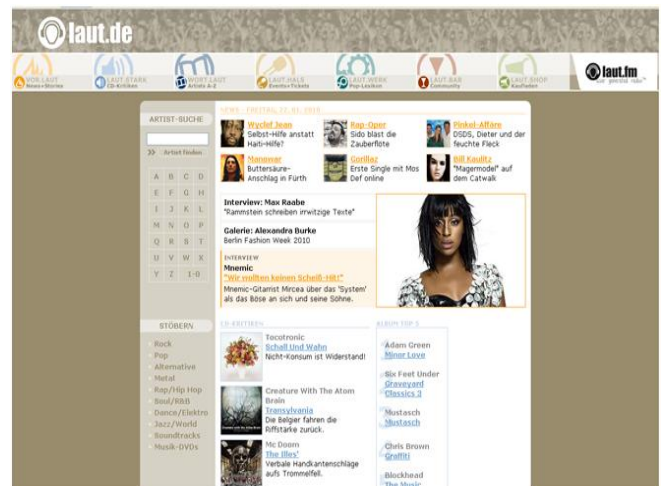 laut.de
VOR.LAUT
News+Stories
LAUT.STARK
CD-Kritiken
WORT.LAUT
Artists A-Z
LAUT.HALS
Events+Tickets
LAUT.WERK
Pop-Lexikon
LAUT.BAR
Community
LAUT.SHOP
Kaufladen
laut.fm
ARTIST-SUCHE
Artist finden
A B C D
E F G H
I J K L
M N O P
Q R S T
U V W X
Y Z 1-0
STÖBERN
Rock
Pop
Alternative
Metal
Rap/Hip Hop
Soul/R&B
Dance/Elektro
Jazz/World
Soundtracks
Musik-DVDs
NEWS - FREITAG, 22.01.2010
Wyclef Jean
Selbst-Hilfe anstatt
Haiti-Hilfe?
Rap-Oper
Sido bläst die
Zauberflöte
Pinkel-Affäre
DSDS, Dieter und der
feuchte Fleck
Manowar
Buttersäure-
Anschlag in Fürth
Gorillaz
Erste Single mit Mos
Def online
Bill Kaulitz
"Magermodel" auf
dem Catwalk
Interview: Max Raabe
"Rammstein schreiben irrwitzige Texte"
Galerie: Alexandra Burke
Berlin Fashion Week 2010
INTERVIEW
Mnemic
"Wir wollten keinen Scheiß-Hit!"
Mnemic-Gitarrist Mircea über das 'System'
als das Böse an sich und seine Söhne.
CD-KRITIKEN
Tocotronic
Schall Und Wahn
Nicht-Konsum ist Widerstand!
Creature With The Atom
Brain
Transylvania
Die Belgier fahren die
Riffstärke zurück.
Mc Doom
The Illes'
Verbale Handkantenschläge
aufs Trommelfell.
ALBUM TOP 5
Adam Green
Minor Love
Six Feet Under
Graveyard
Classics 3
Mustasch
Mustasch
Chris Brown
Graffiti
Blockhead
The Music